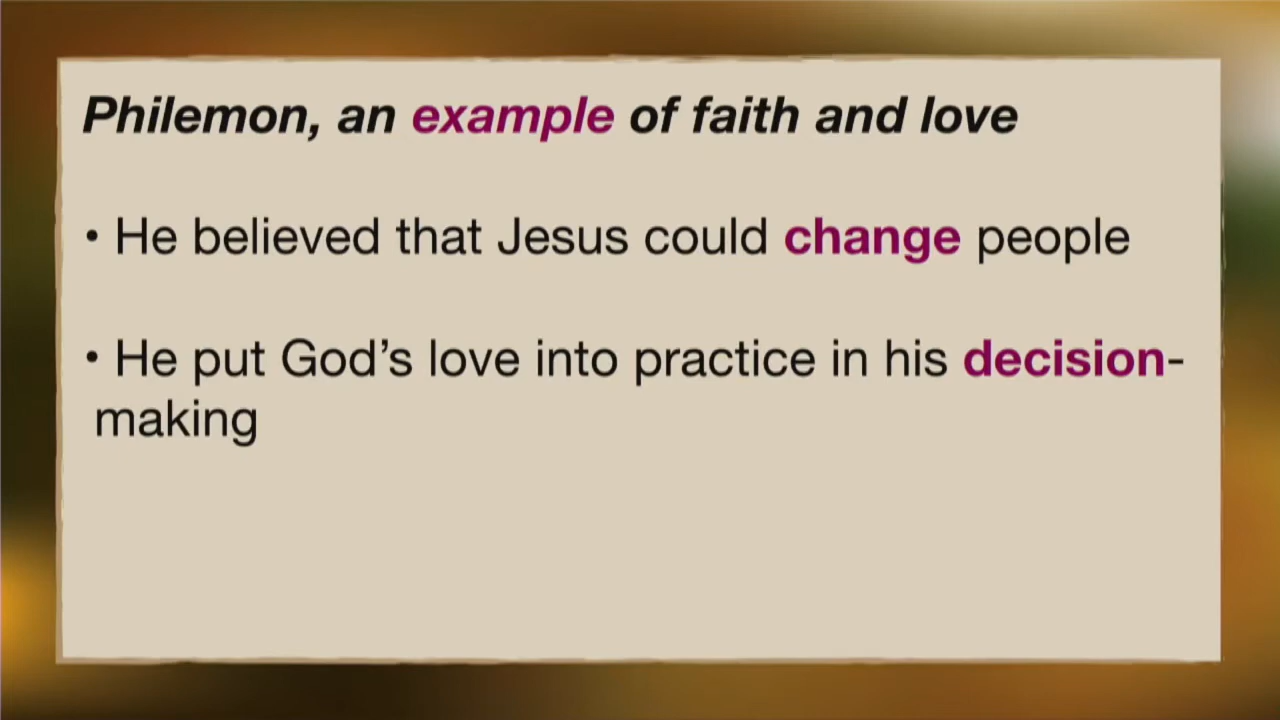 Philemon, an example of faith and love
• He believed that Jesus could change people
• He put God’s love into practice in his decision-
making